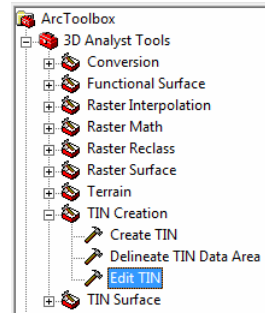 ArcToolbox
3D Analyst Tools
Conversion
Functional Surface
Raster Interpolation
Raster Math
Raster Reclass
Raster Surface
Terrain
TIN Creation
Create TIN
Delineate TIN Data Area
Edit TIN
TIN Surface